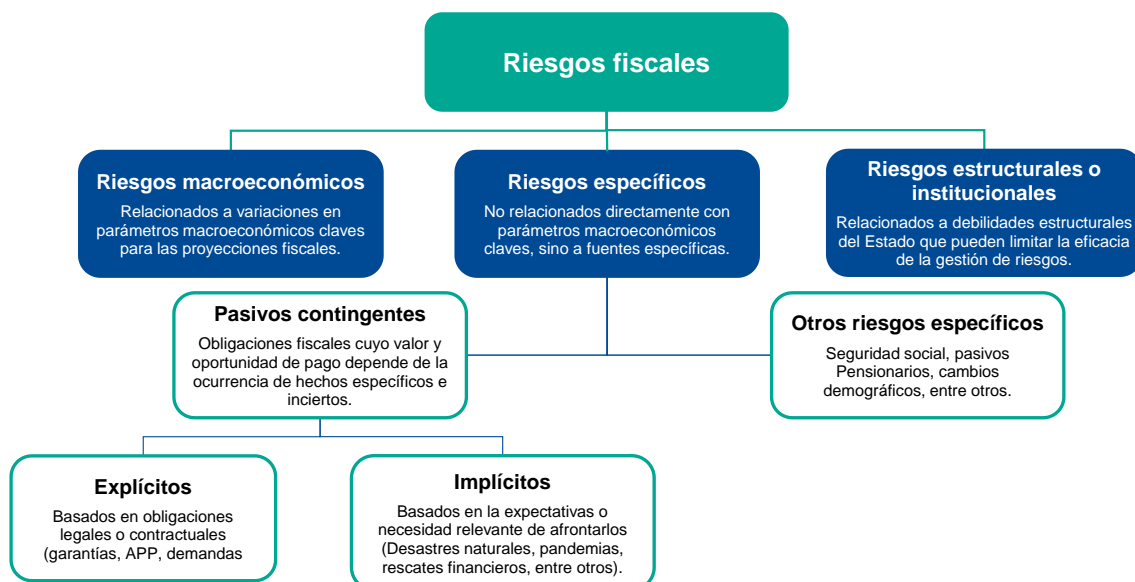 Riesgos fiscales
Riesgos macroeconómicos
Relacionados a variaciones en
parámetros macroeconómicos claves
para las proyecciones fiscales.
Riesgos específicos
No relacionados directamente con
parámetros macroeconómicos
claves, sino a fuentes específicas.
Riesgos estructurales o
institucionales
Relacionados a debilidades estructurales
del Estado que pueden limitar la eficacia
de la gestión de riesgos.
Pasivos contingentes
Obligaciones fiscales cuyo valor y
oportunidad de pago depende de la
ocurrencia de hechos específicos e
inciertos.
Otros riesgos específicos
Seguridad social, pasivos
Pensionarios, cambios
demográficos, entre otros.
Explícitos
Basados en obligaciones
legales o contractuales
(garantías, APP, demandas
Implícitos
Basados en la expectativas o
necesidad relevante de afrontarlos
(Desastres naturales, pandemias,
rescates financieros, entre otros).